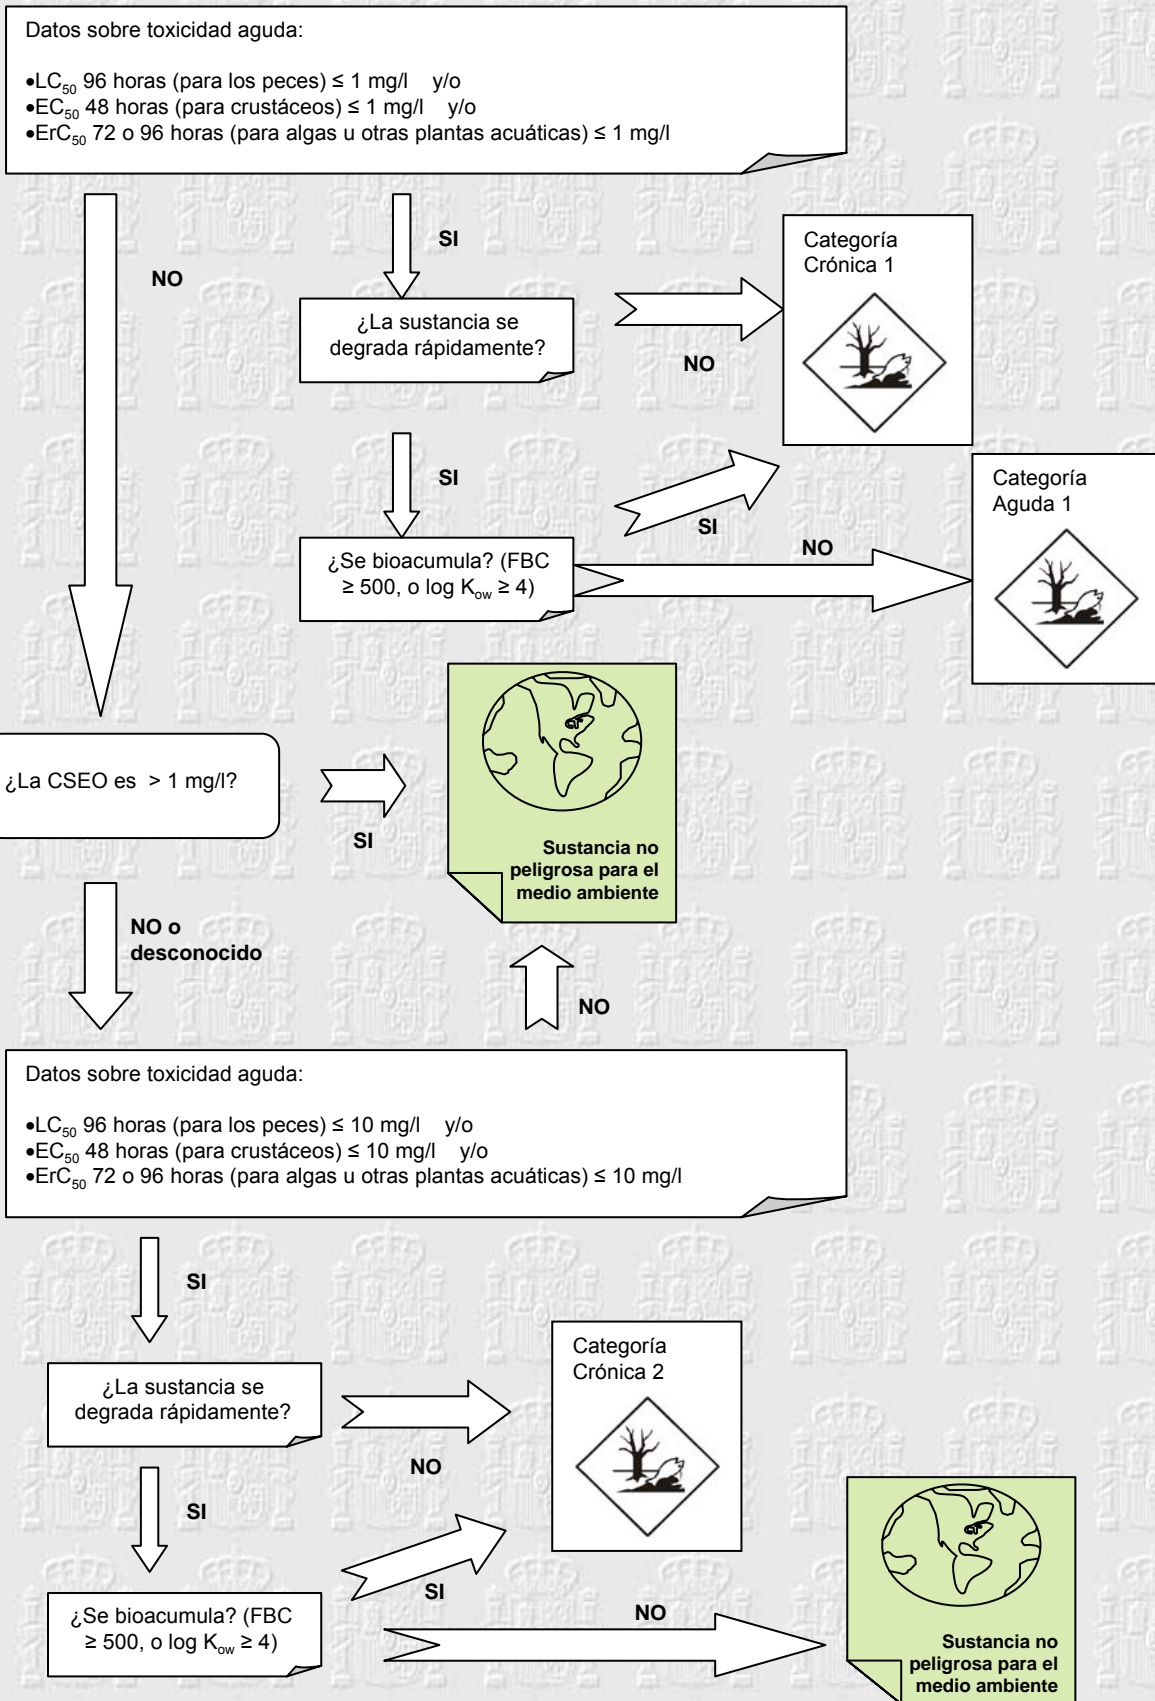 Datos sobre toxicidad aguda:
•LC50 96 horas (para los peces) ≤ 1 mg/l y/o
•EC50 48 horas (para crustáceos) ≤ 1 mg/l y/o
•ErC50 72 o 96 horas (para algas u otras plantas acuáticas) ≤ 1 mg/l
NO
SI
¿La sustancia se
degrada rápidamente?
NO
Categoría
Crónica 1
SI
¿Se bioacumula? (FBC
≥ 500, o log Kow ≥ 4)
SI
NO
Categoría
Aguda 1
¿La CSEO es > 1 mg/l?
SI
Sustancia no
peligrosa para el
medio ambiente
NO o
desconocido
NO
Datos sobre toxicidad aguda:
•LC50 96 horas (para los peces) ≤ 10 mg/l y/o
•EC50 48 horas (para crustáceos) ≤ 10 mg/l y/o
•ErC50 72 o 96 horas (para algas u otras plantas acuáticas) ≤ 10 mg/l
SI
¿La sustancia se
degrada rápidamente?
NO
Categoría
Crónica 2
SI
¿Se bioacumula? (FBC
≥ 500, o log Kow ≥ 4)
SI
NO
Sustancia no
peligrosa para el
medio ambiente